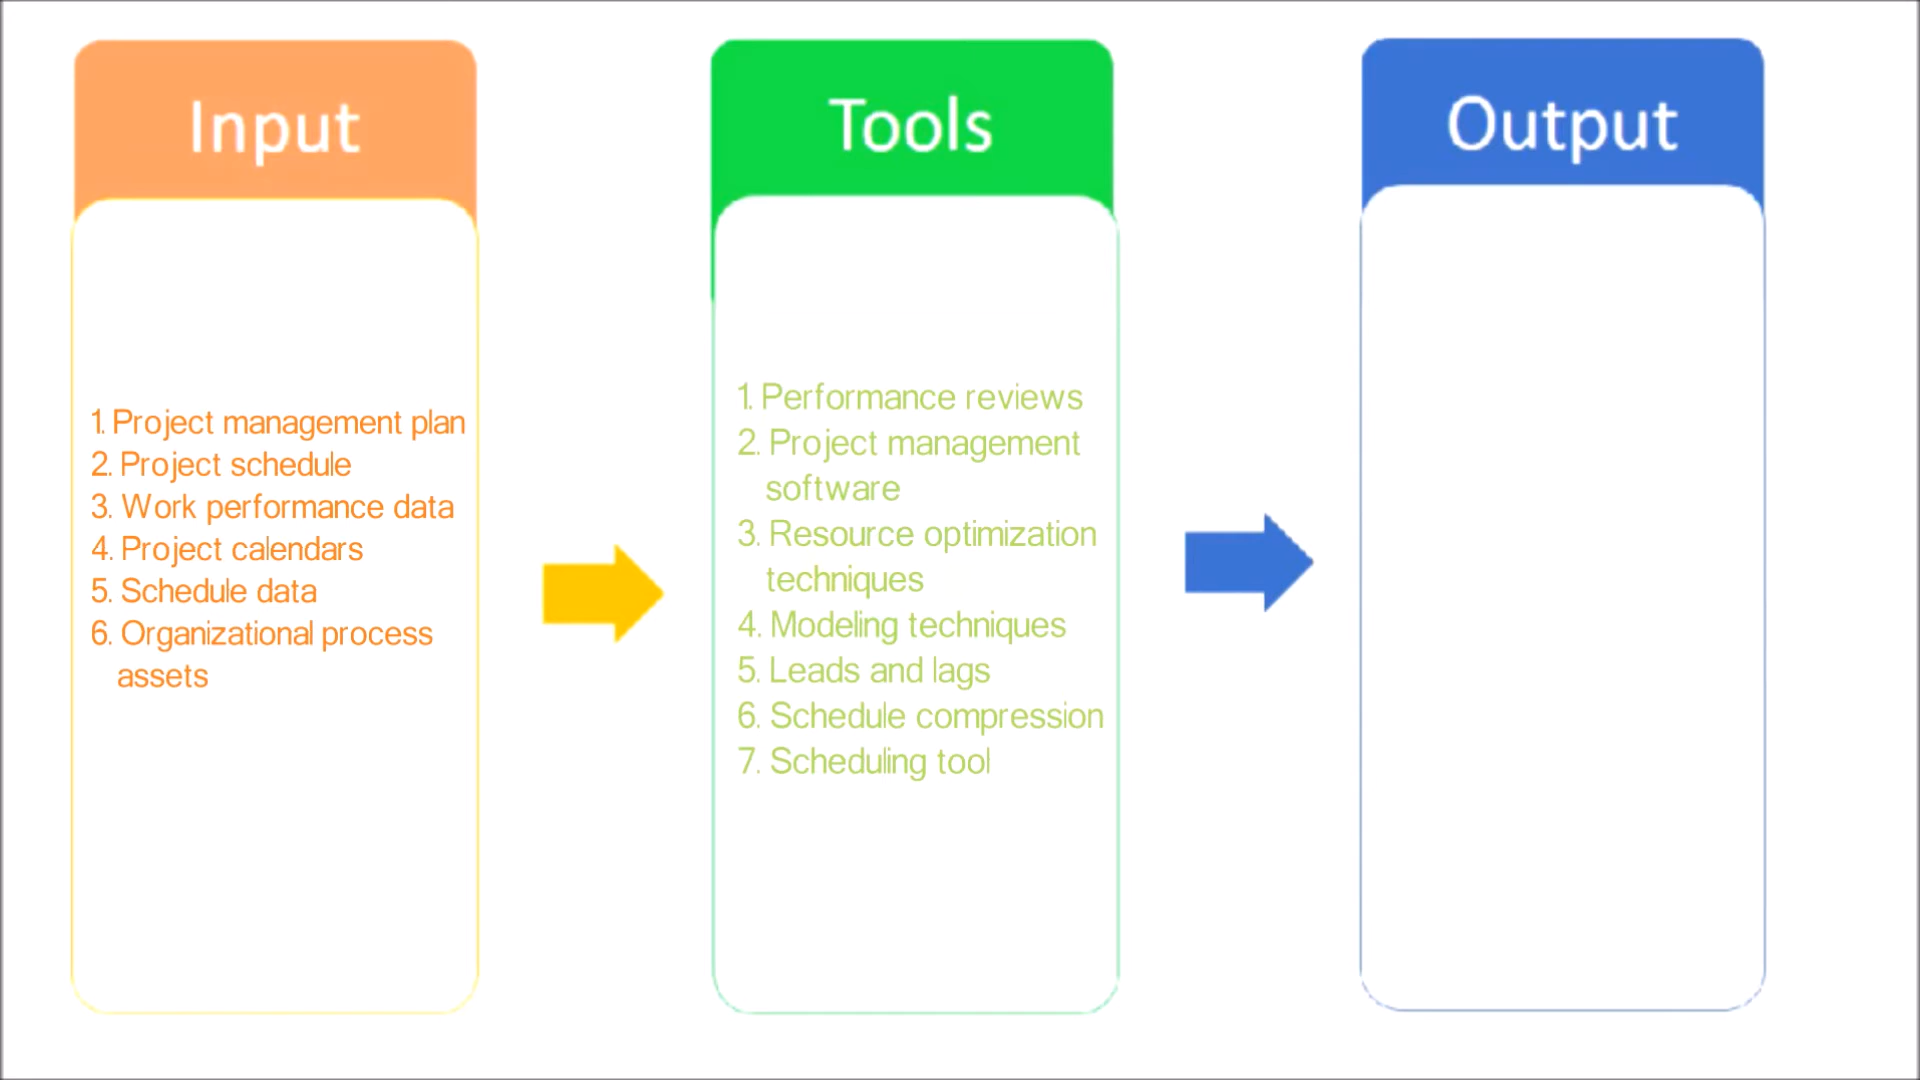 Input
1. Project management plan
2. Project schedule
3. Work performance data
4. Project calendars
5. Schedule data
6. Organizational process
assets
Tools
1. Performance reviews
2. Project management
software
3. Resource optimization
techniques
4. Modeling techniques
5. Leads and lags
6. Schedule compression
7. Scheduling tool
Output